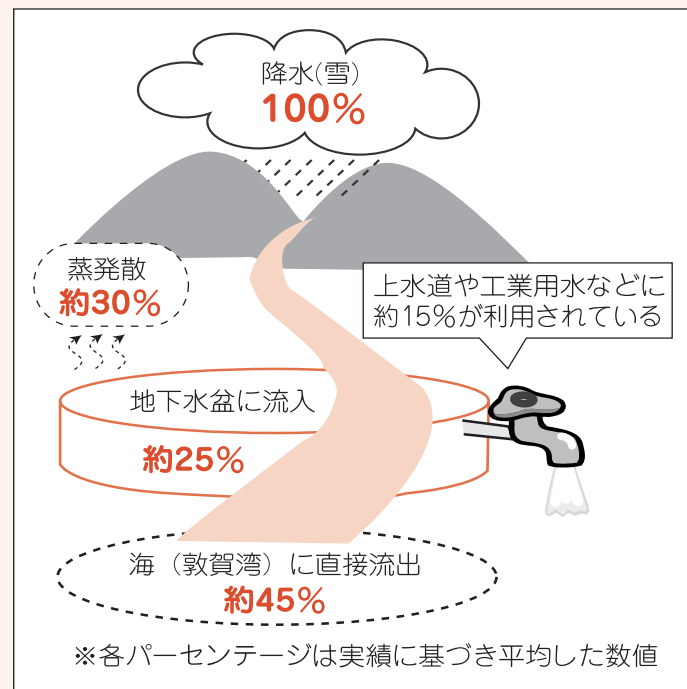 降水(雪)
100%
蒸発散
約30%
上水道や工業用水などに
約15%が利用されている
地下水盆に流入
約25%
海（敦賀湾）に直接流出
約45%
※各パーセンテージは実績に基づき平均した数値